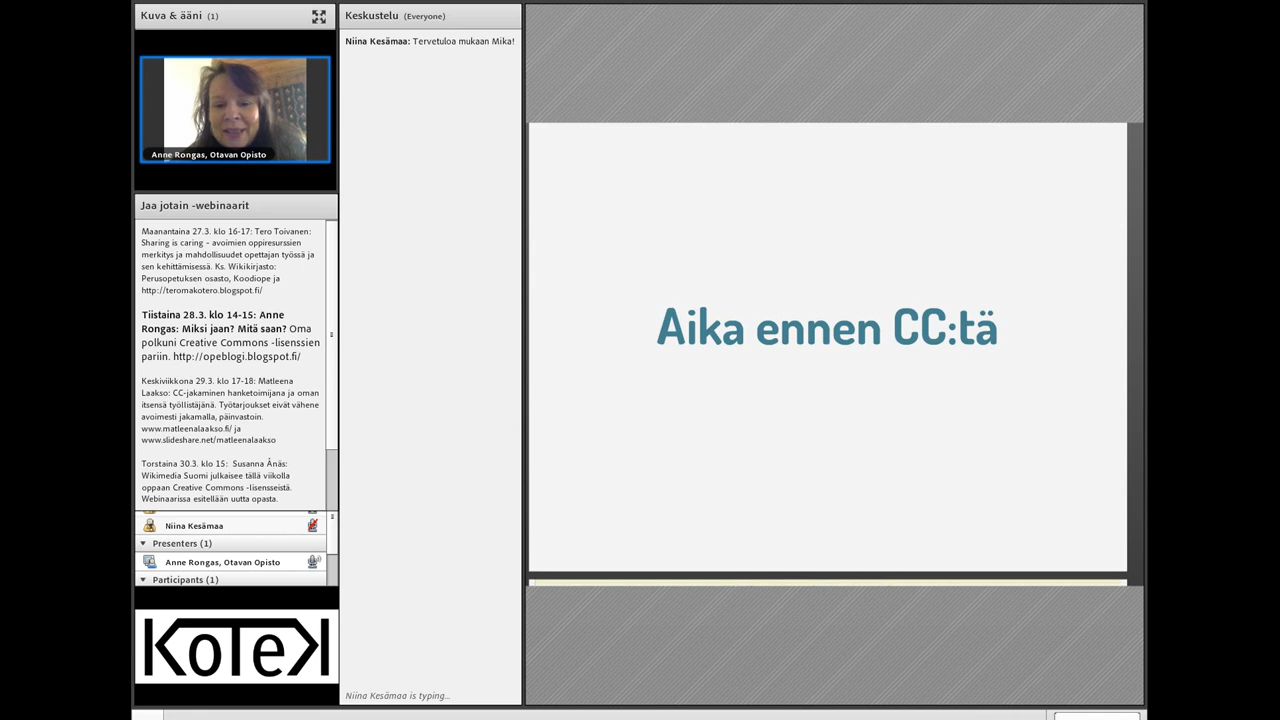 Kuva & ääni (1)
Anne Rongas, Otavan Opisto
Jaa jotain -webinaarit
Maanantaina 27.3. klo 16-17: Tero Toivanen:
Sharing is caring - avoimien oppiresurssien
merkitys ja mahdollisuudet opettajan työssä ja
sen kehittämisessä. Ks. Wikikirjasto:
Perusopetuksen osasto, Koodiope ja
http://teromakotero.blogspot.fi/
Tiistaina 28.3. klo 14-15: Anne
Rongas: Miksi jaan? Mitä saan? Oma
polkuni Creative Commons -lisenssien
pariin. http://opeblogi.blogspot.fi/
Keskiviikkona 29.3. klo 17-18: Matleena
Laakso: CC-jakaminen hanketoimijana ja oman
itsensä työllistäjänä. Työtarjoukset eivät vähene
avoimesti jakamalla, päinvastoin.
www.matleenalaakso.fi/ ja
www.slideshare.net/matleenalaakso
Torstaina 30.3. klo 15: Susanna Ånäs:
Wikimedia Suomi julkaisee tällä viikolla
oppaan Creative Commons -lisensseistä.
Webinaarissa esitellään uutta opasta.
Niina Kesämaa
Presenters (1)
Anne Rongas, Otavan Opisto
Participants (1)
KoTeK
Keskustelu (Everyone)
Niina Kesämaa: Tervetuloa mukaan Mika!
Niina Kesämaa is typing...
Aika ennen CC:tä